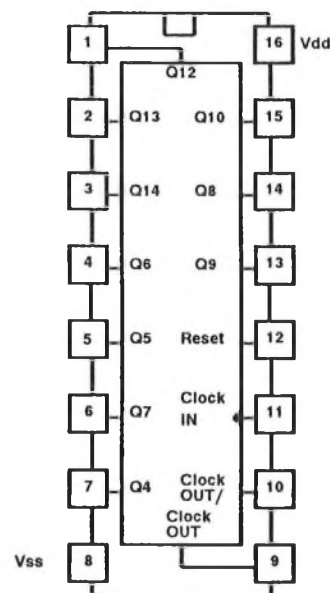 1 16 Vdd
Q12
2 Q13 Q10 15
3 Q14 Q8 14
4 Q6 Q9 13
5 Q5 Reset 12
6 Q7 Clock IN 11
7 Q4 Clock OUT/ 10
Clock OUT
Vss 8 9